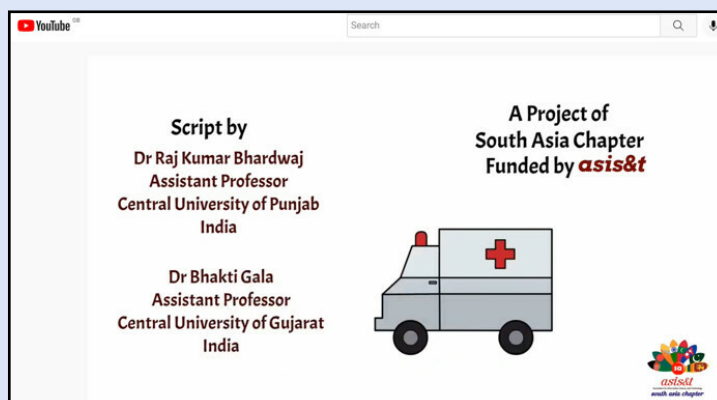 YouTube GB
Search
Script by
Dr Raj Kumar Bhardwaj
Assistant Professor
Central University of Punjab
India
Dr Bhakti Gala
Assistant Professor
Central University of Gujarat
India
A Project of
South Asia Chapter
Funded by asis&t
asis&t
south asia chapter